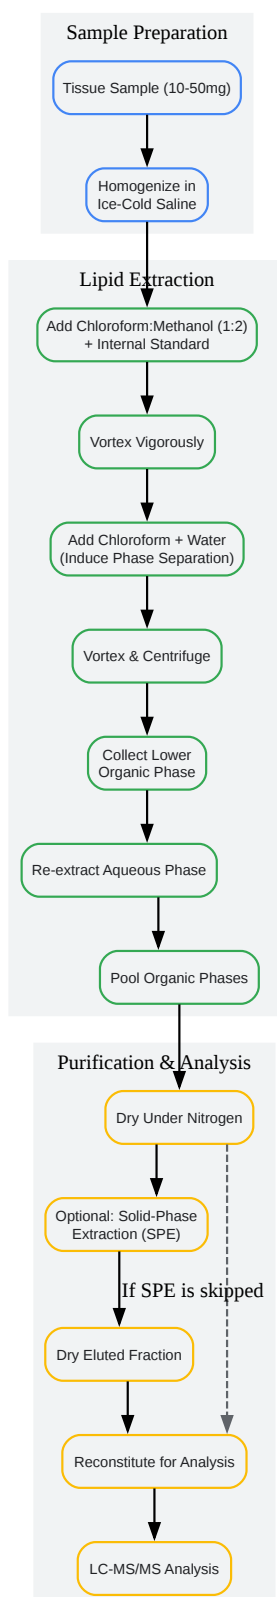 Sample Preparation
Tissue Sample (10-50mg)
Homogenize in
Ice-Cold Saline
Lipid Extraction
Add Chloroform:Methanol (1:2)
+ Internal Standard
Vortex Vigorously
Add Chloroform + Water
(Induce Phase Separation)
Vortex & Centrifuge
Collect Lower
Organic Phase
Re-extract Aqueous Phase
Pool Organic Phases
Purification & Analysis
Dry Under Nitrogen
Optional: Solid-Phase
Extraction (SPE)
If SPE is skipped
Dry Eluted Fraction
Reconstitute for Analysis
LC-MS/MS Analysis